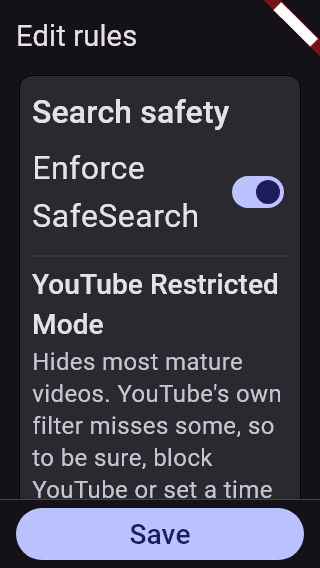 Edit rules
Search safety
Enforce
SafeSearch
YouTube Restricted
Mode
Hides most mature
videos. YouTube's own
filter misses some, so
to be sure, block
YouTube or set a time
Save